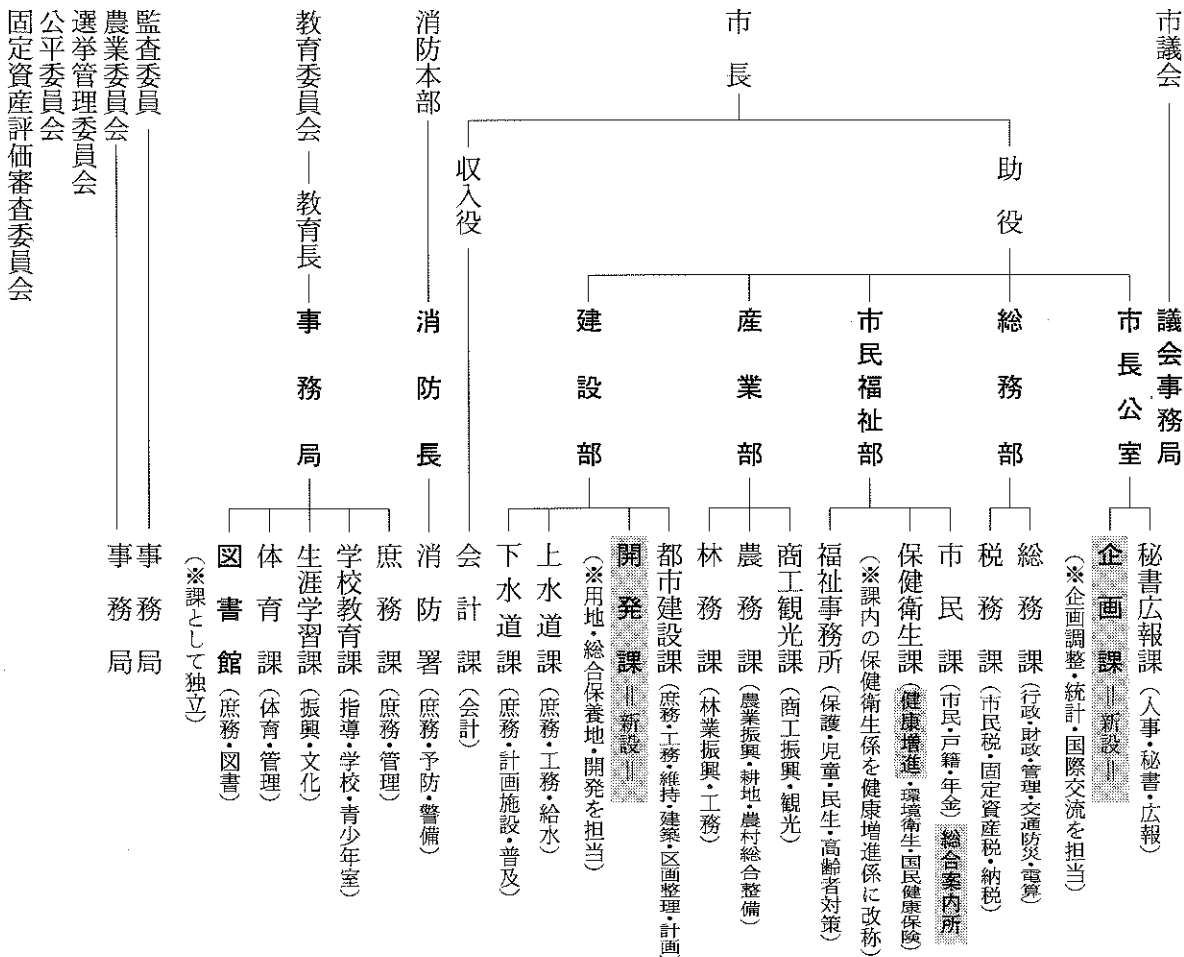 市議会
議会事務局
市長
助役
市長公室
秘書広報課(人事・秘書・広報)
企画課＝新設＝
(※企画調整・統計・国際交流を担当)
総務部
総務課(行政・財政・管理・交通防災・電算)
税務課(市民税・固定資産税・納税)
市民福祉部
市民課(市民・戸籍・年金)総合案内所
保健衛生課(健康増進・環境衛生・国民健康保険)
(※課内の保健衛生係を健康増進係に改称)
福祉事務所(保護・児童・民生・高齢者対策)
産業部
商工観光課(商工振興・観光)
農務課(農業振興・耕地・農村総合整備)
林務課(林業振興・工務)
建設部
都市建設課(庶務・工務・維持・建築・区画整理・計画
開発課＝新設＝
(※用地・総合保養地・開発を担当)
上水道課(庶務・工務・給水)
下水道課(庶務・計画施設・普及)
収入役
会計課(会計)
消防本部
消防長
消防署(庶務・予防・警備)
教育委員会
教育長
事務局
庶務課(庶務・管理)
学校教育課(指導・学校・青少年室)
生涯学習課(振興・文化)
体育課(体育・管理)
図書館(庶務・図書)
(※課として独立)
監査委員
事務局
農業委員会
事務局
選挙管理委員会
公平委員会
固定資産評価審査委員会